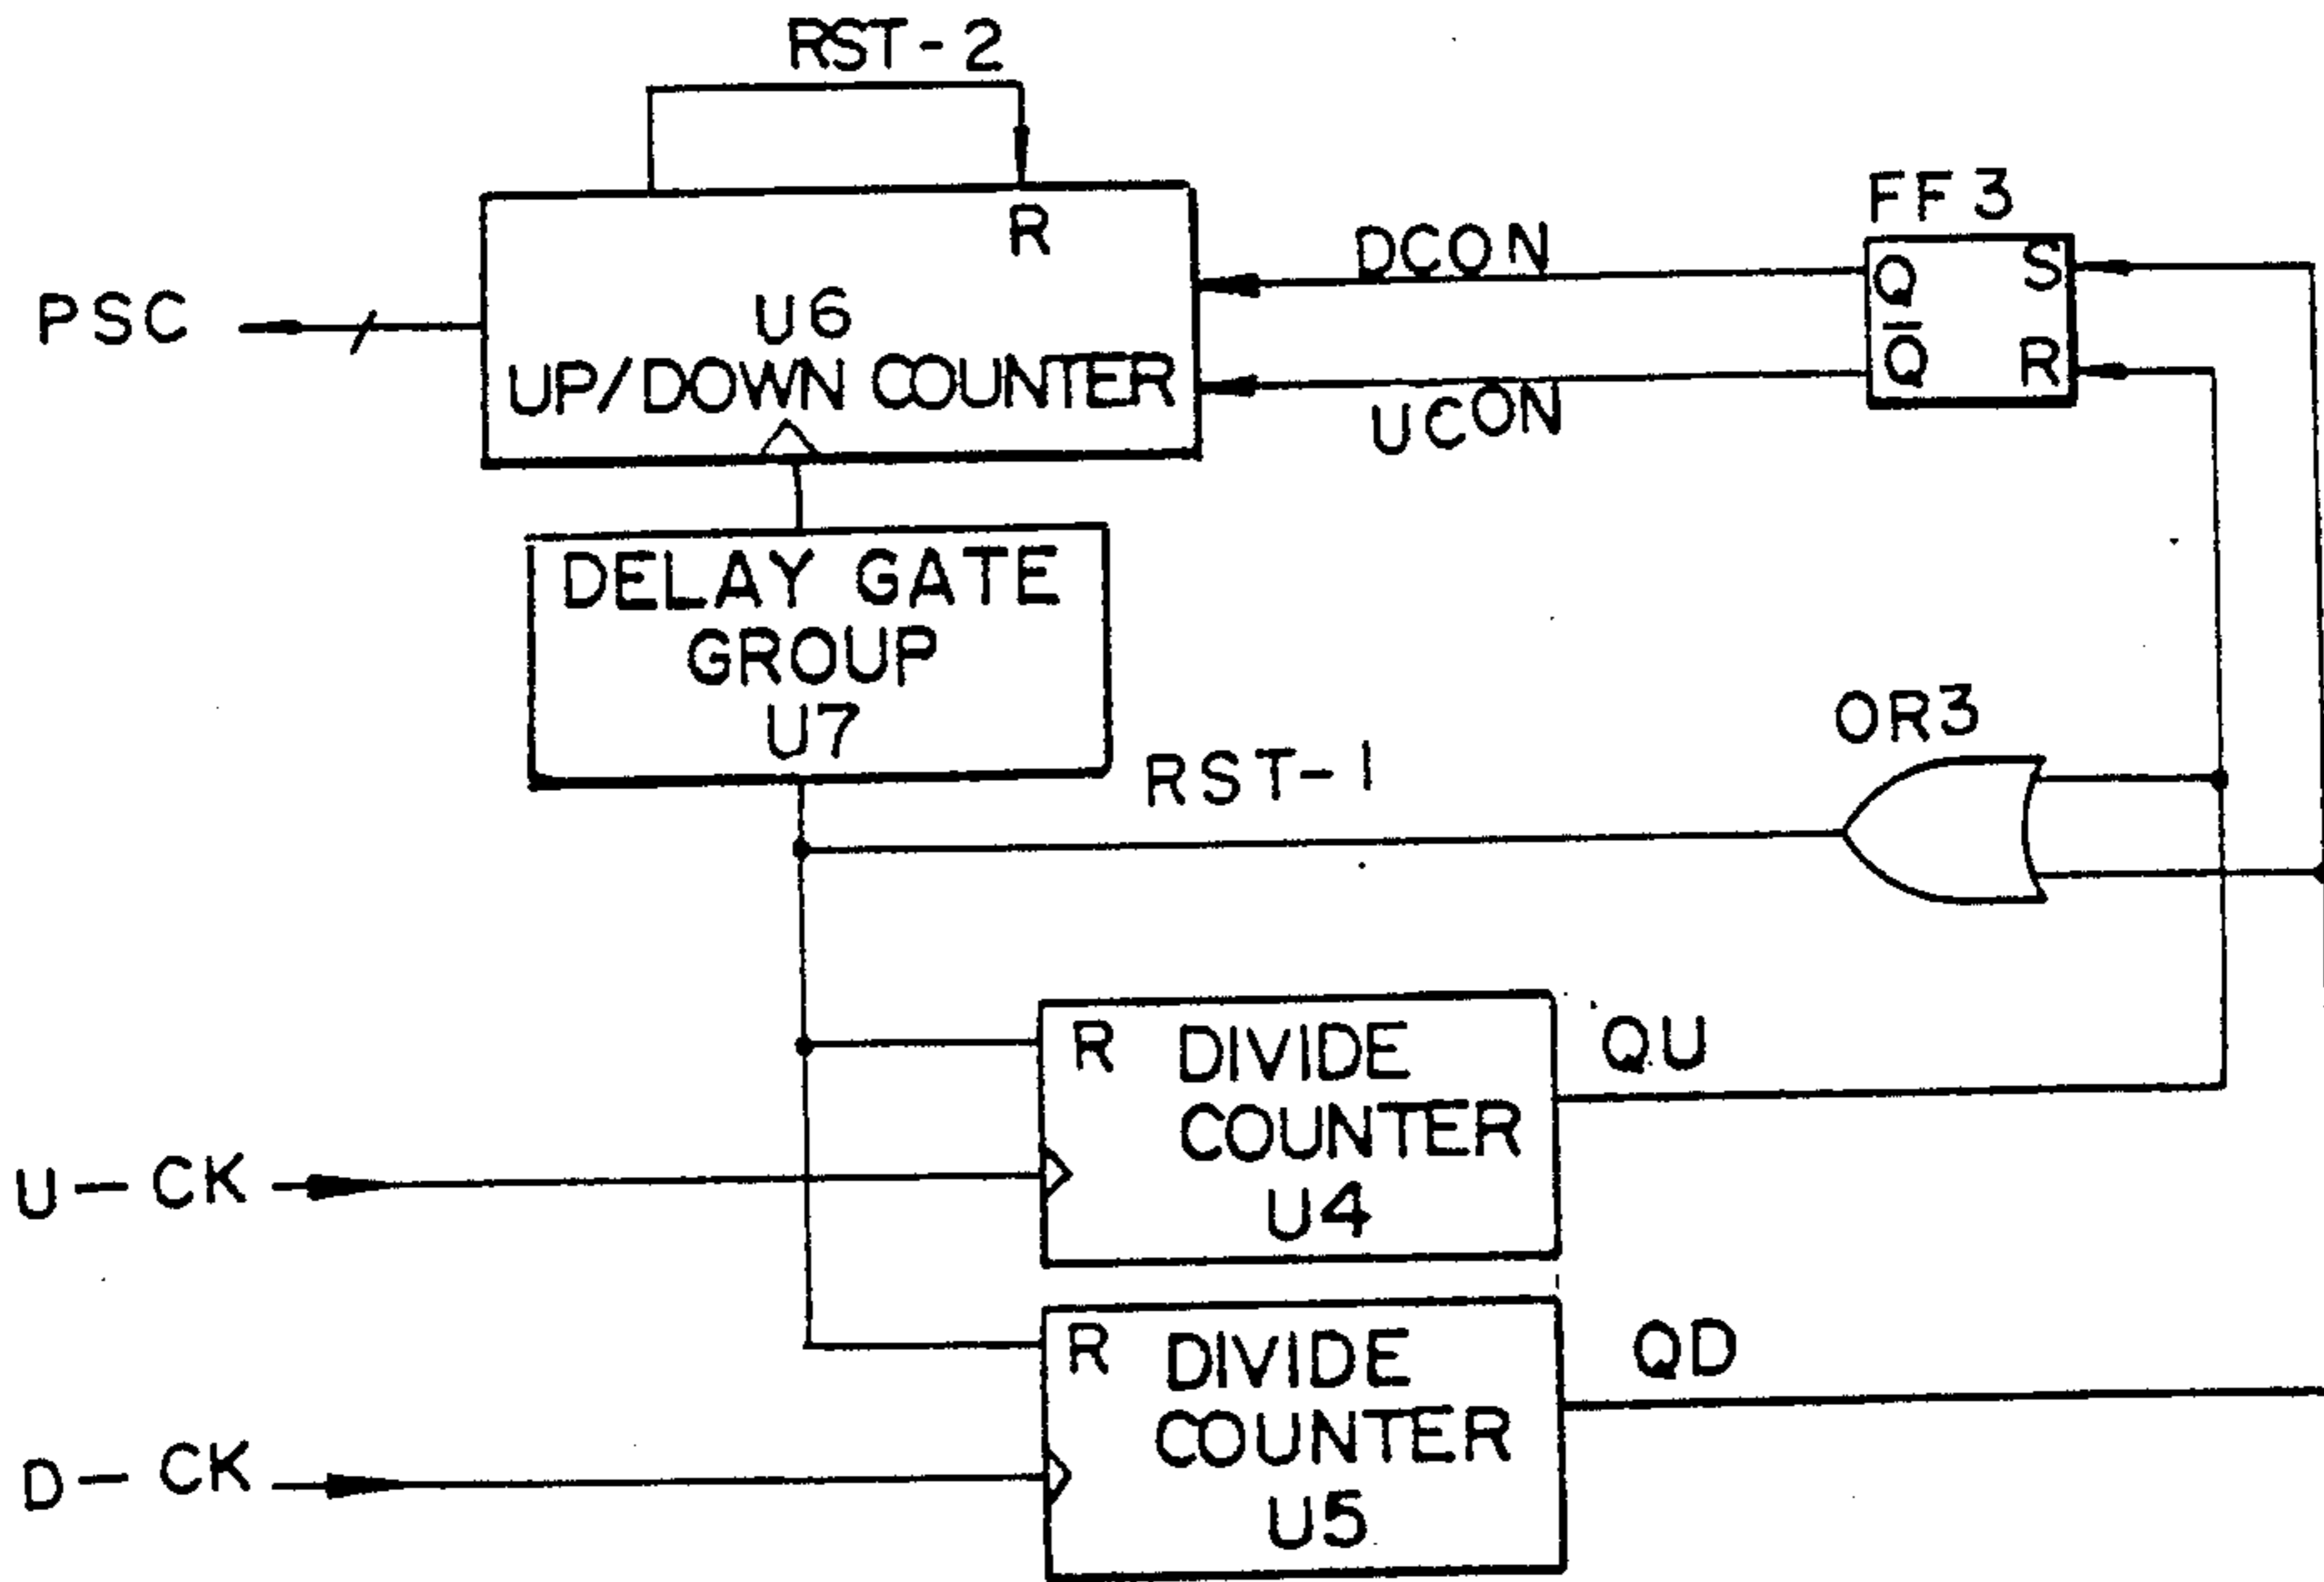 RST-2
R
PSC
U6
UP/DOWN COUNTER
DCON
UCON
FF3
Q S
Q̅ R
DELAY GATE
GROUP
U7
RST-1
OR3
R DIVIDE
COUNTER
U4
QU
U-CK
R DIVIDE
COUNTER
U5
QD
D-CK